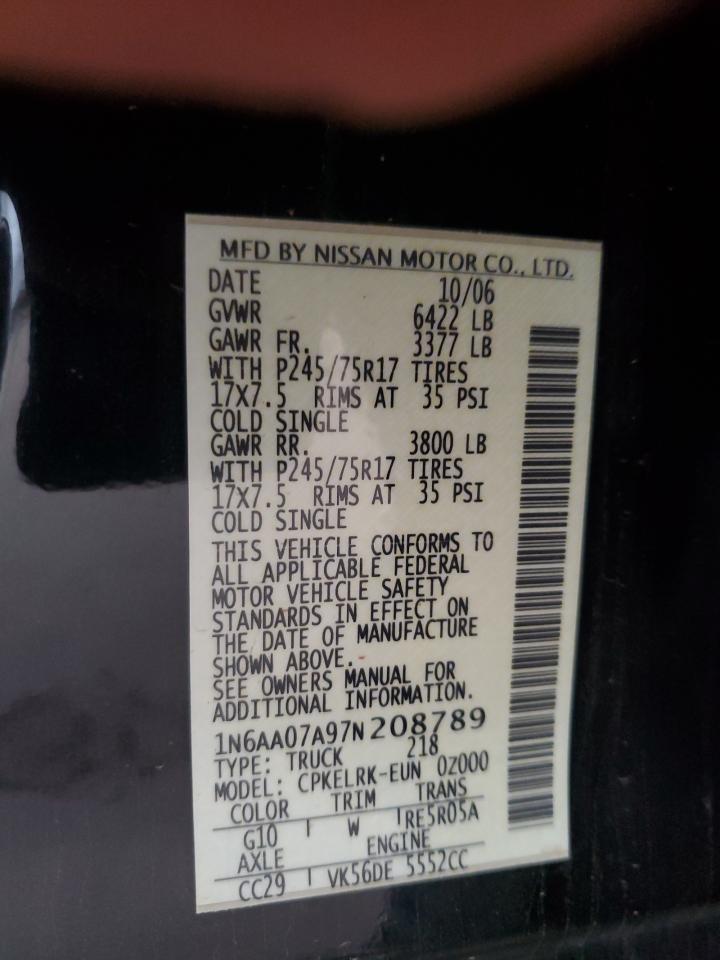 MFD BY NISSAN MOTOR CO., LTD.
DATE 10/06
GVWR 6422 LB
GAWR FR. 3377 LB
WITH P245/75R17 TIRES
17X7.5 RIMS AT 35 PSI
COLD SINGLE
GAWR RR. 3800 LB
WITH P245/75R17 TIRES
17X7.5 RIMS AT 35 PSI
COLD SINGLE
THIS VEHICLE CONFORMS TO
ALL APPLICABLE FEDERAL
MOTOR VEHICLE SAFETY
STANDARDS IN EFFECT ON
THE DATE OF MANUFACTURE
SHOWN ABOVE.
SEE OWNERS MANUAL FOR
ADDITIONAL INFORMATION.
1N6AA07A97N208789
TYPE: TRUCK 218
MODEL: CPKELRK-EUN 0Z000
COLOR TRIM TRANS
G10 W RE5R05A
AXLE ENGINE
CC29 VK56DE 5552CC